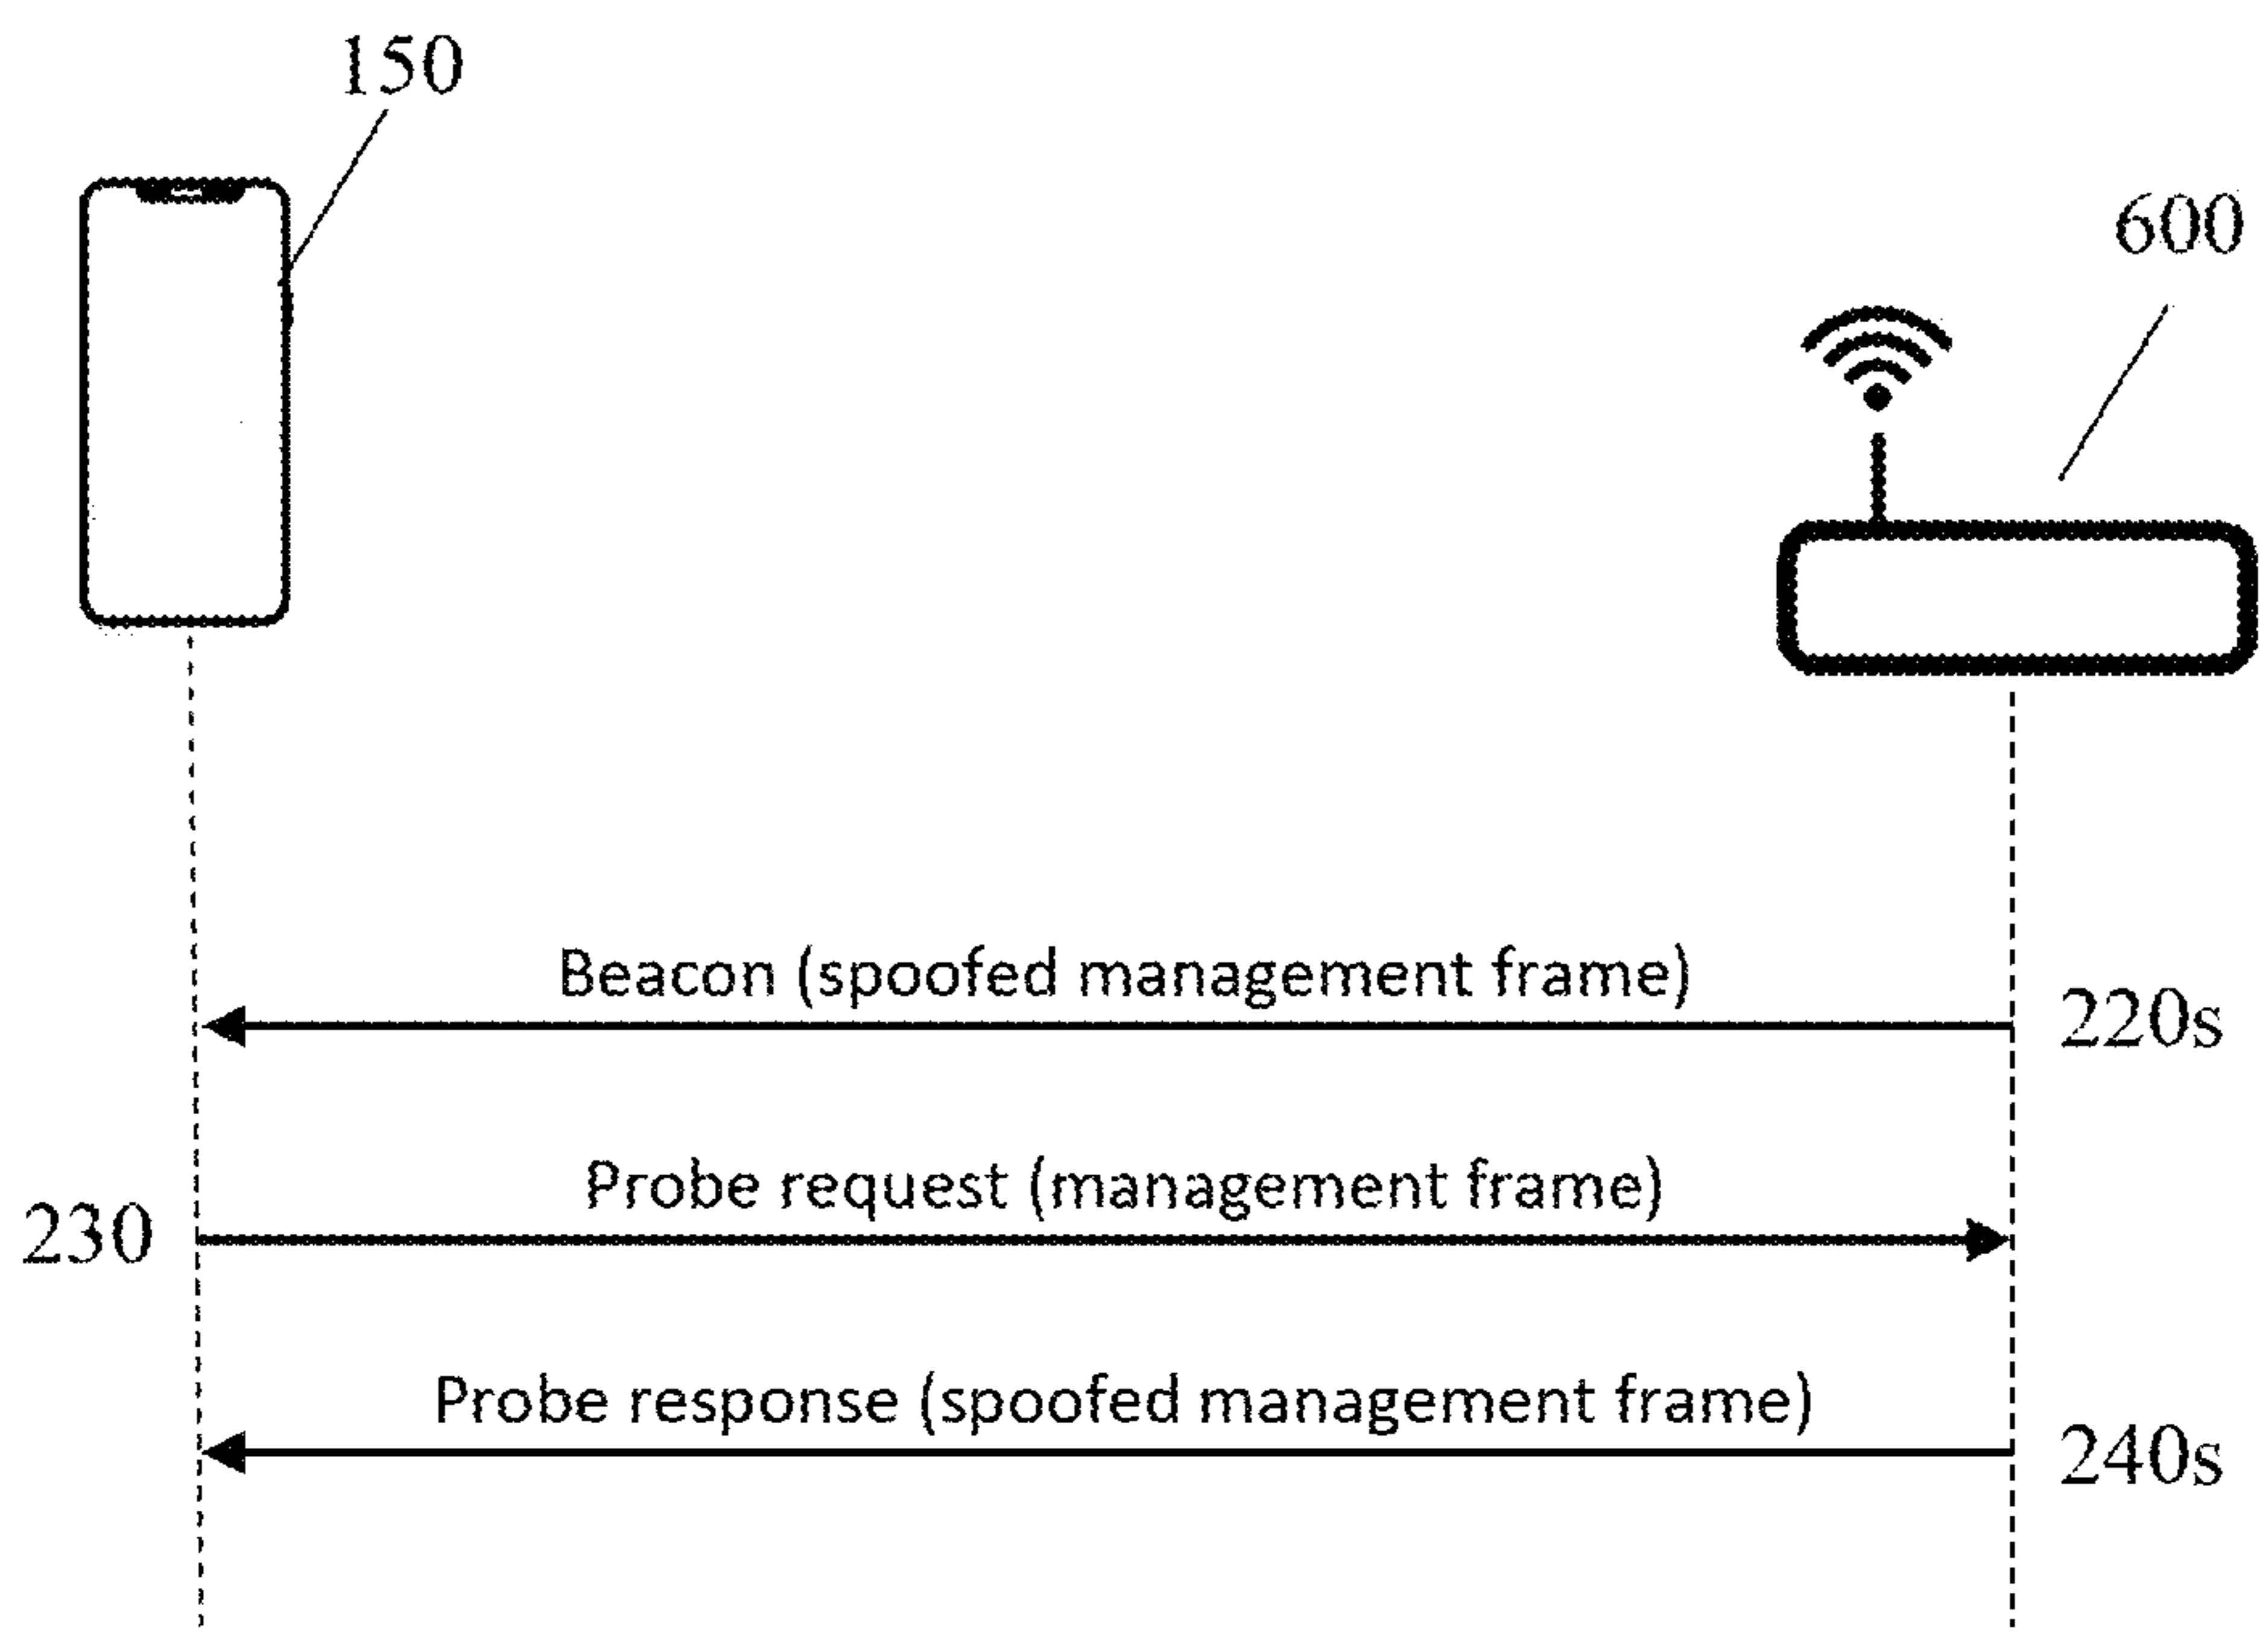 150
600
Beacon (spoofed management frame)
220s
Probe request (management frame)
230
Probe response (spoofed management frame)
240s